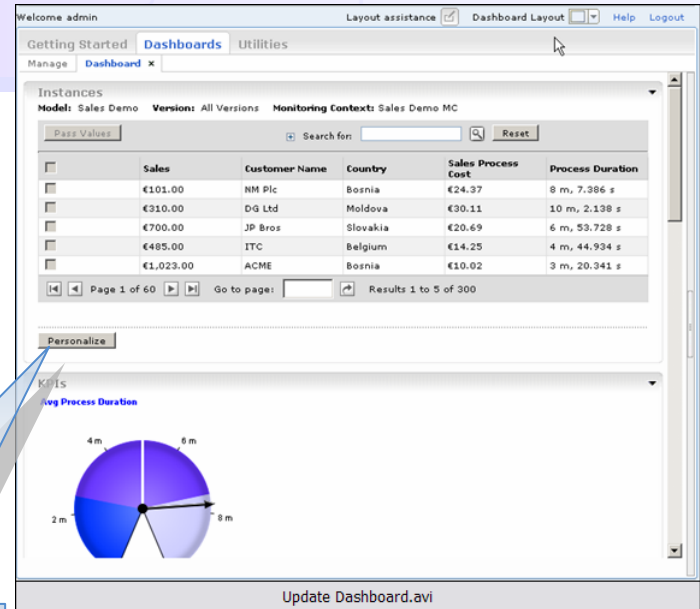 Welcome admin Layout assistance Dashboard Layout Help Logout
Getting Started Dashboards Utilities
Manage Dashboard ×
Instances
Model: Sales Demo Version: All Versions Monitoring Context: Sales Demo MC
Pass Values Search for: Reset
Sales Customer Name Country Sales Process Cost Process Duration
€101.00 NM Plc Bosnia €24.37 8 m, 7.386 s
€310.00 DG Ltd Moldova €30.11 10 m, 2.138 s
€700.00 JP Bros Slovakia €20.69 6 m, 53.728 s
€485.00 ITC Belgium €14.25 4 m, 44.934 s
€1,023.00 ACME Bosnia €10.02 3 m, 20.341 s
Page 1 of 60 Go to page: Results 1 to 5 of 300
Personalize
KPIs
Avg Process Duration
4 m 6 m
2 m 8 m
Update Dashboard.avi